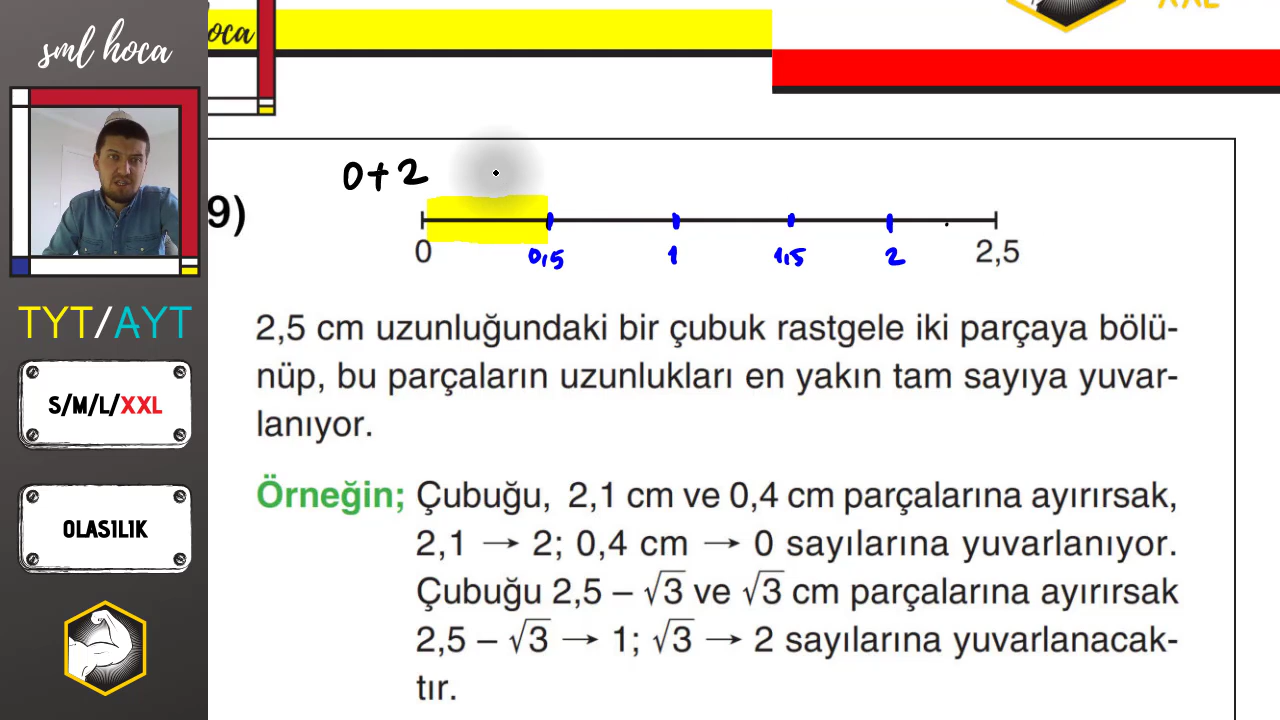 sml hoca
oca
XXL
0+2
9)
0
0,5
1
1,5
2
2,5
TYT/AYT
S/M/L/XXL
OLASILIK
2,5 cm uzunluğundaki bir çubuk rastgele iki parçaya bölü-
nüp, bu parçaların uzunlukları en yakın tam sayıya yuvar-
lanıyor.
Örneğin; Çubuğu, 2,1 cm ve 0,4 cm parçalarına ayırırsak,
2,1 → 2; 0,4 cm → 0 sayılarına yuvarlanıyor.
Çubuğu 2,5 – √3 ve √3 cm parçalarına ayırırsak
2,5 – √3 → 1; √3 → 2 sayılarına yuvarlanacak-
tır.